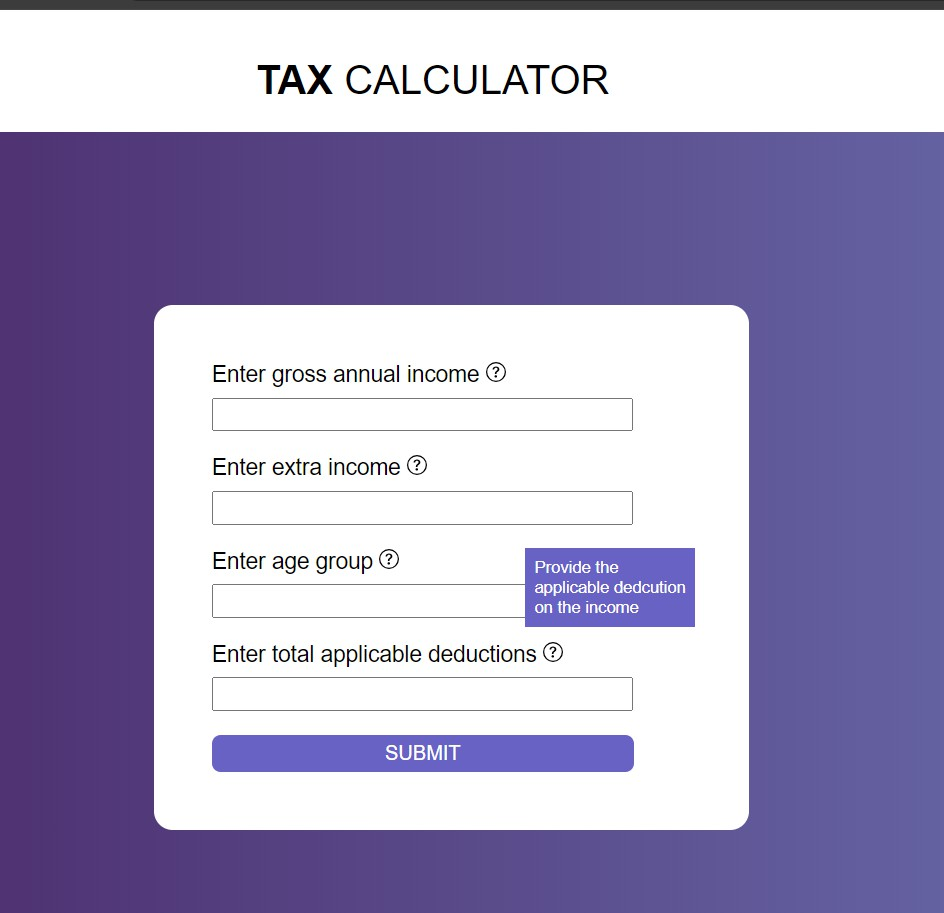 TAX CALCULATOR
Enter gross annual income ?
Enter extra income ?
Enter age group ?
Provide the
applicable dedcution
on the income
Enter total applicable deductions ?
SUBMIT